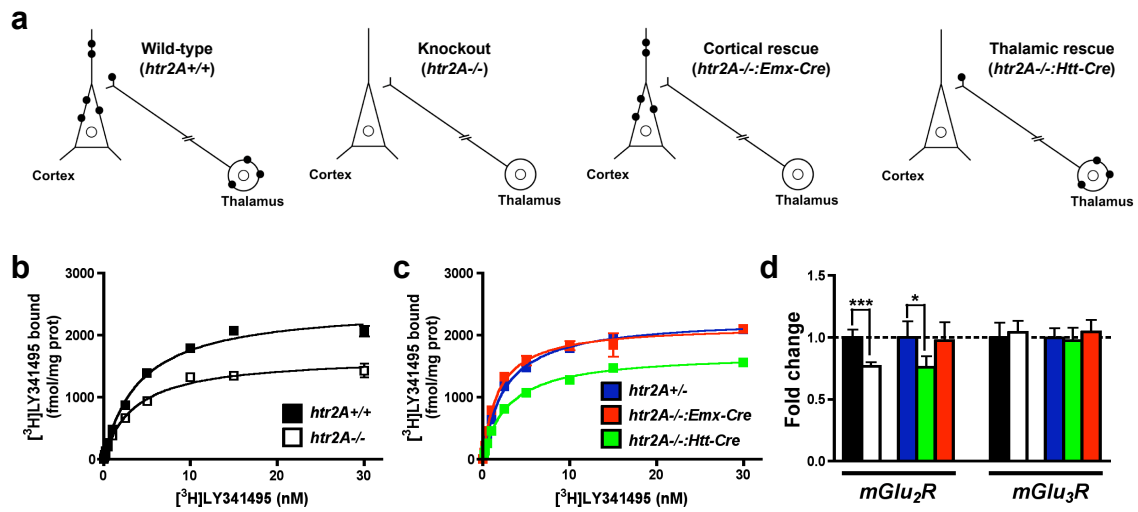 a
Wild-type
(htr2A+/+)
Cortex
Thalamus
Knockout
(htr2A-/-)
Cortex
Thalamus
Cortical rescue
(htr2A-/-:Emx-Cre)
Cortex
Thalamus
Thalamic rescue
(htr2A-/-:Htt-Cre)
Cortex
Thalamus
b
[³H]LY341495 bound
(fmol/mg prot)
3000
2000
1000
0
0
10
20
30
[³H]LY341495 (nM)
htr2A+/+
htr2A-/-
c
[³H]LY341495 bound
(fmol/mg prot)
3000
2000
1000
0
0
10
20
30
[³H]LY341495 (nM)
htr2A+/-
htr2A-/-:Emx-Cre
htr2A-/-:Htt-Cre
d
Fold change
1.5
1.0
0.5
0.0
***
*
mGlu₂R
mGlu₃R